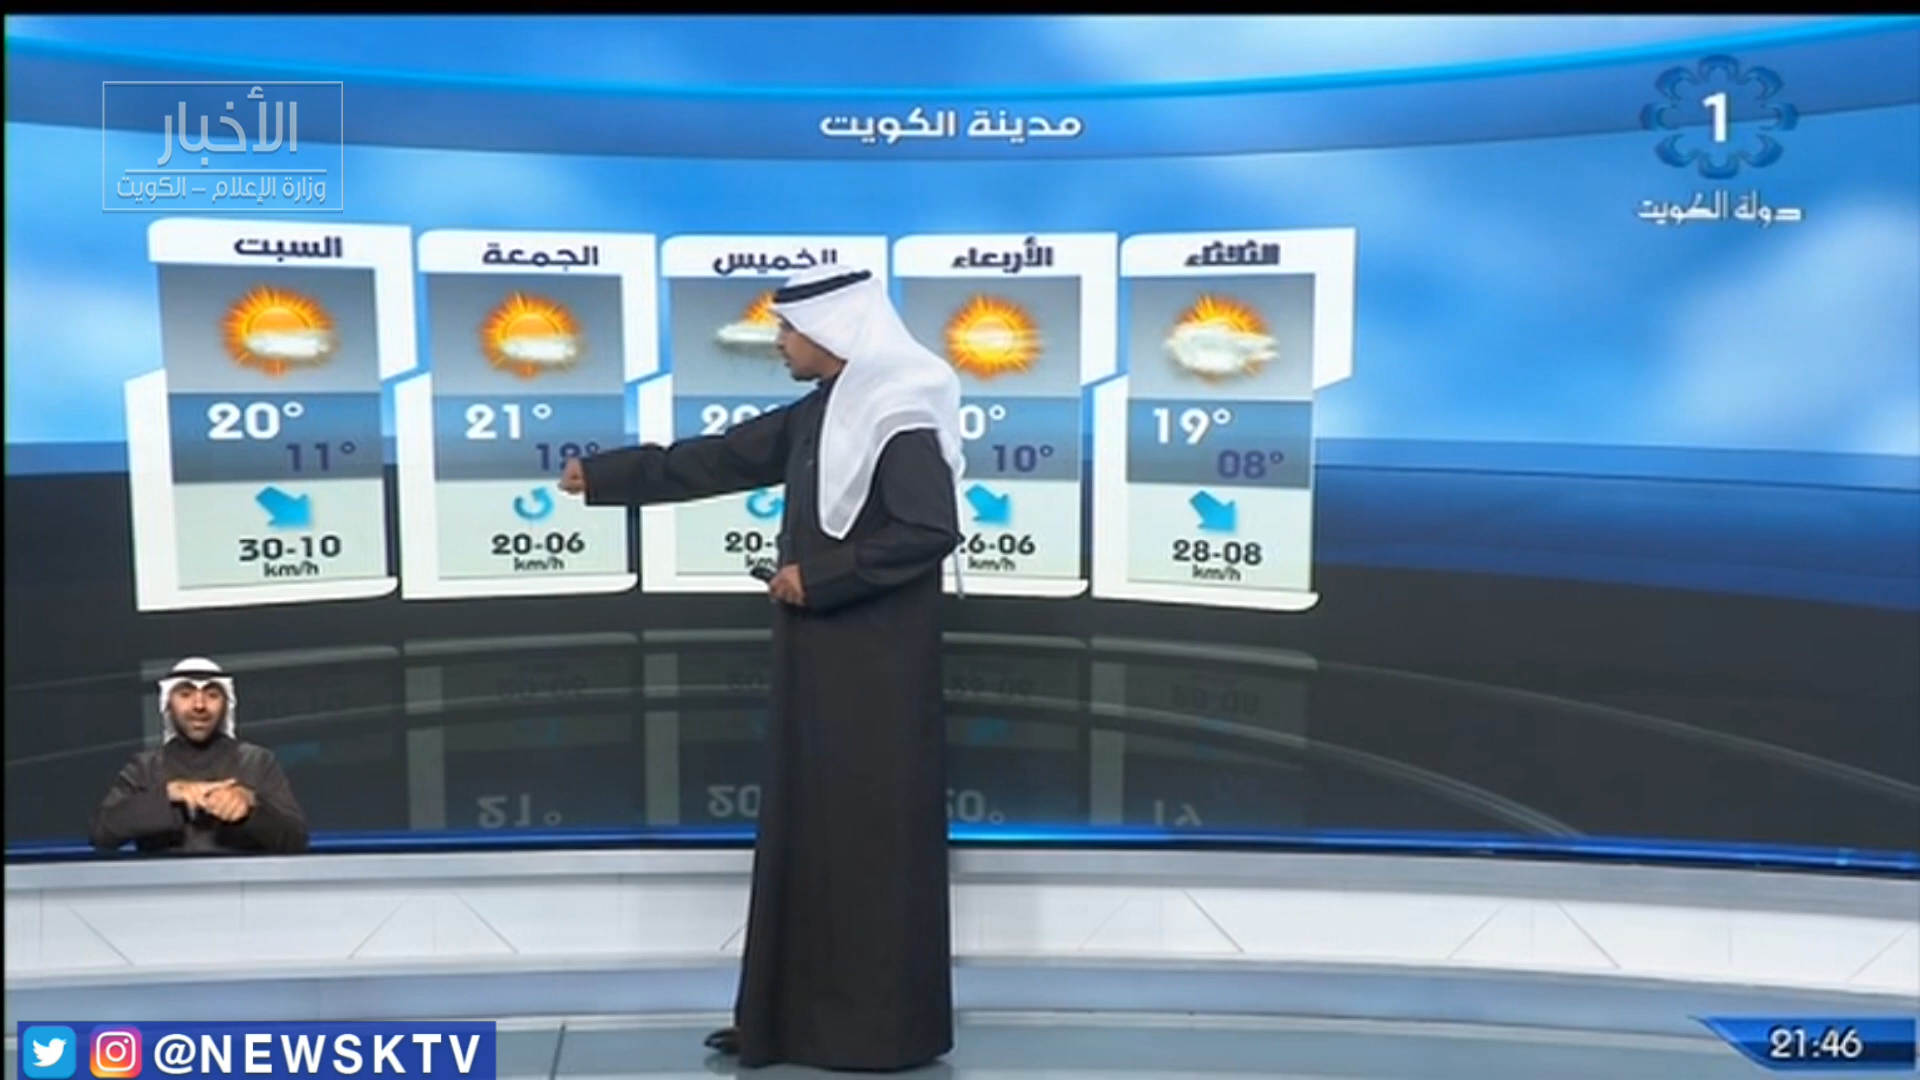 الأخبار
وزارة الإعلام – الكويت
مدينة الكويت
1
دولة الكويت
الثلاثاء
19°
08°
28-08
km/h
الأربعاء
10°
km/h
الخميس
الجمعة
21°
20-06
km/h
السبت
20°
11°
30-10
km/h
@NEWSKTV
21:46